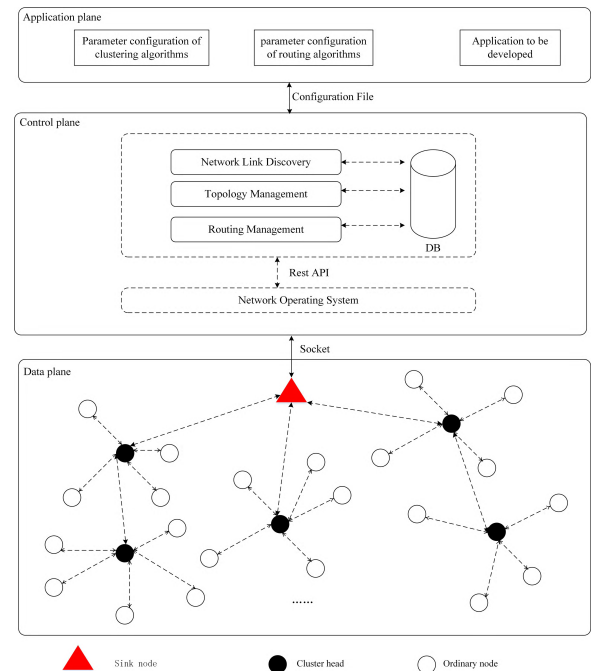 Application plane
Parameter configuration of
clustering algorithms
parameter configuration
of routing algorithms
Application to be
developed
Configuration File
Control plane
Network Link Discovery
Topology Management
Routing Management
DB
Rest API
Network Operating System
Socket
Data plane
......
Sink node
Cluster head
Ordinary node